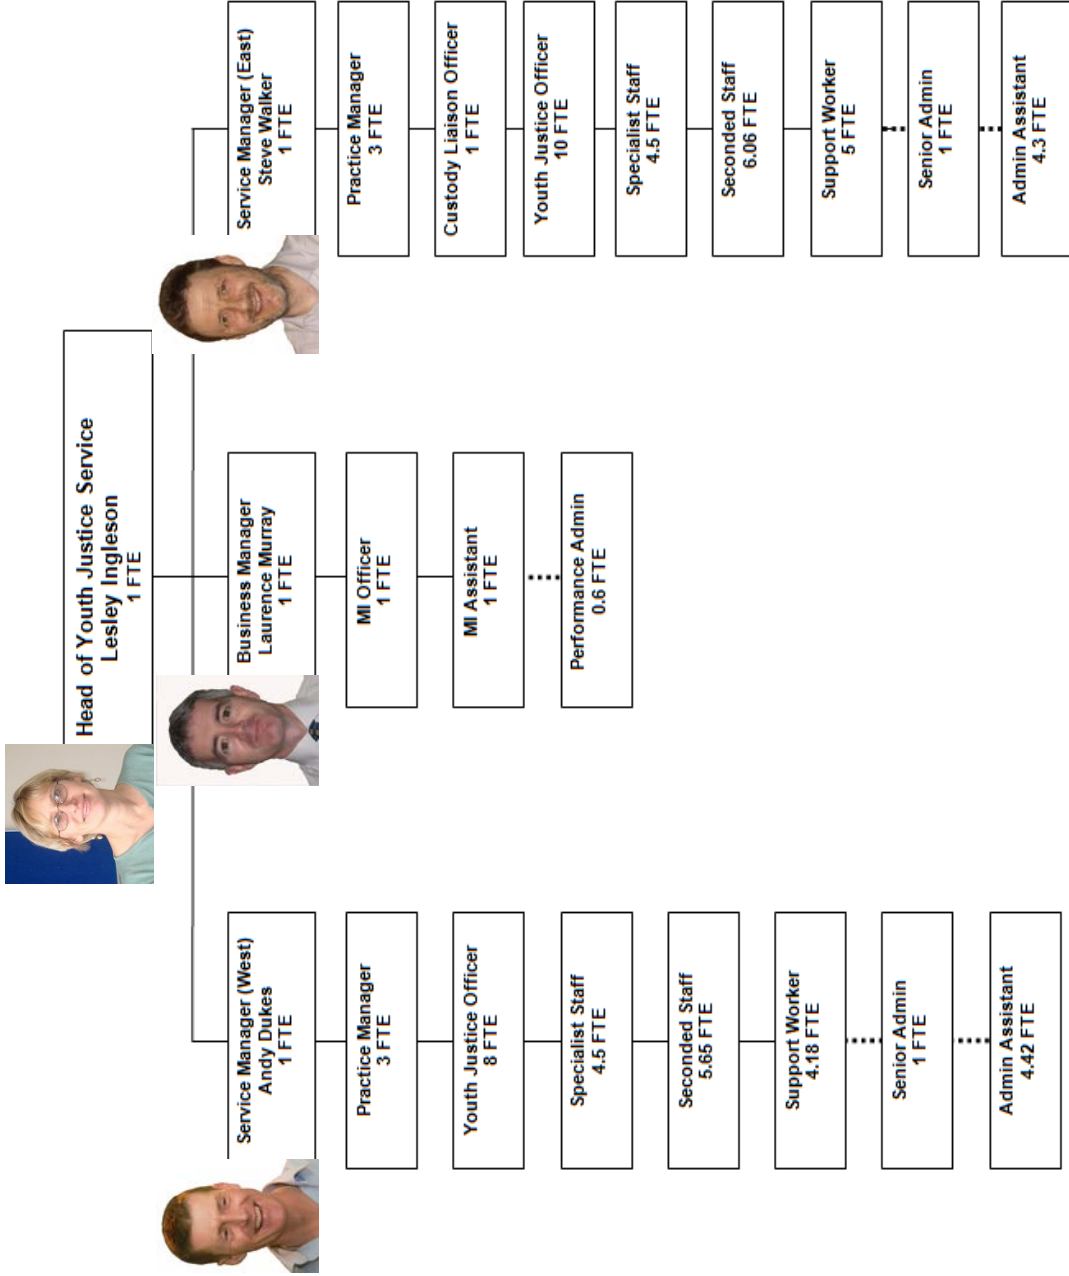 Head of Youth Justice Service
Lesley Ingleson
1 FTE
Service Manager (West)
Andy Dukes
1 FTE
Practice Manager
3 FTE
Youth Justice Officer
8 FTE
Specialist Staff
4.5 FTE
Seconded Staff
5.65 FTE
Support Worker
4.18 FTE
Senior Admin
1 FTE
Admin Assistant
4.42 FTE
Business Manager
Laurence Murray
1 FTE
MI Officer
1 FTE
MI Assistant
1 FTE
Performance Admin
0.6 FTE
Service Manager (East)
Steve Walker
1 FTE
Practice Manager
3 FTE
Custody Liaison Officer
1 FTE
Youth Justice Officer
10 FTE
Specialist Staff
4.5 FTE
Seconded Staff
6.06 FTE
Support Worker
5 FTE
Senior Admin
1 FTE
Admin Assistant
4.3 FTE